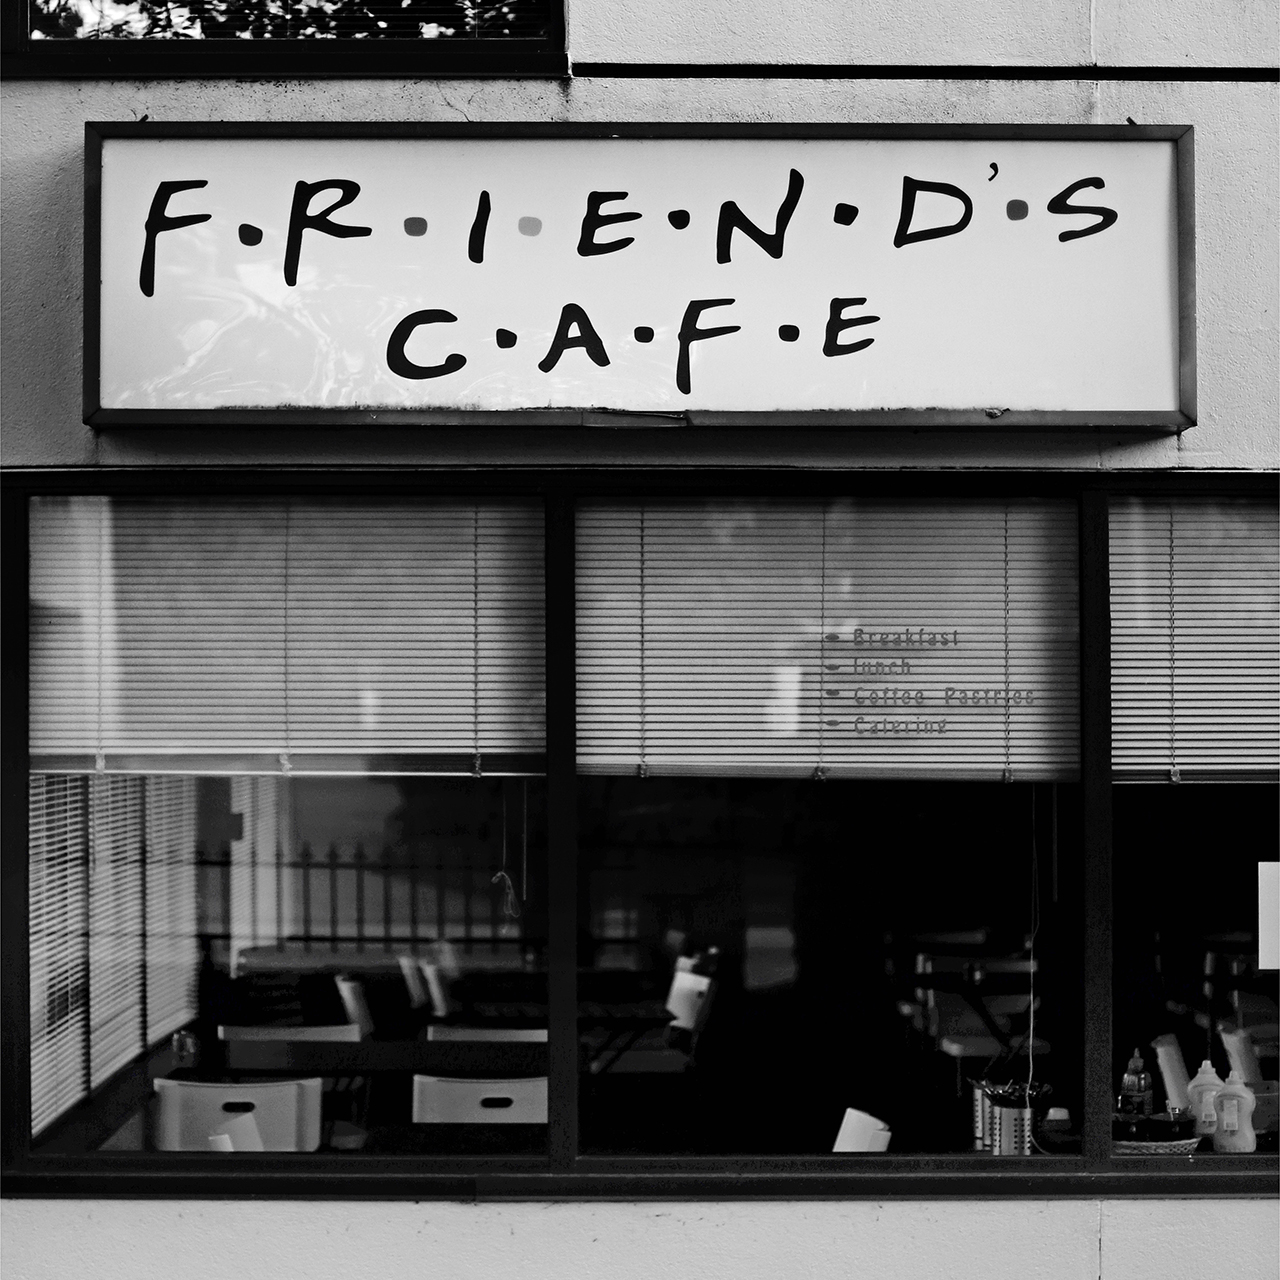 F·R·I·E·N·D'·S
C·A·F·E
Breakfast
lunch
Coffee Pastries
Catering